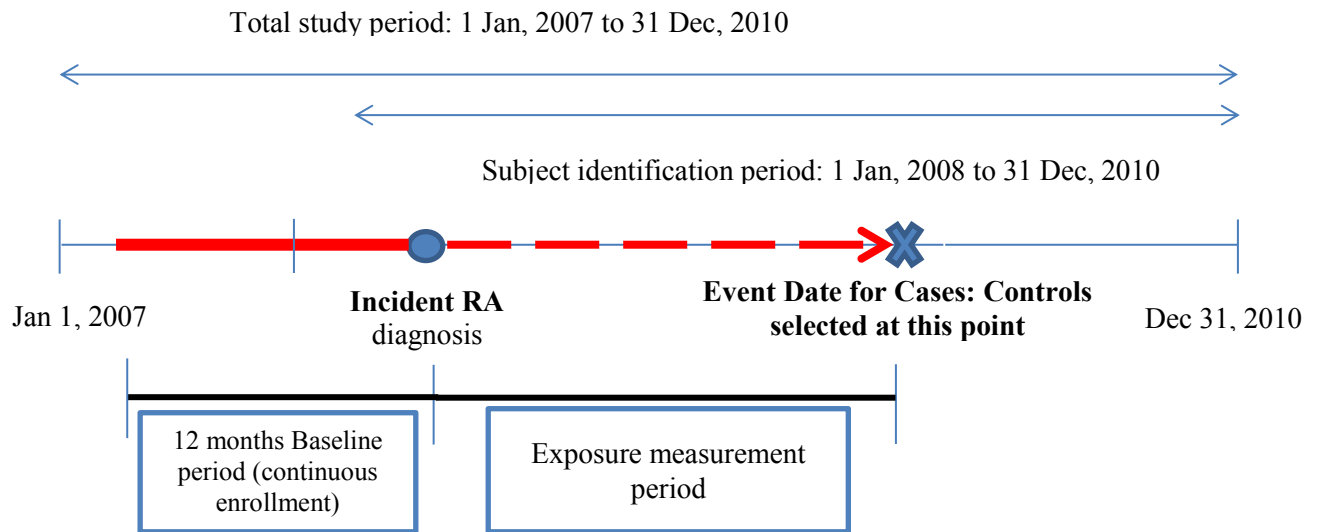 Total study period: 1 Jan, 2007 to 31 Dec, 2010
Subject identification period: 1 Jan, 2008 to 31 Dec, 2010
Jan 1, 2007
Incident RA
diagnosis
Event Date for Cases: Controls
selected at this point
Dec 31, 2010
12 months Baseline
period (continuous
enrollment)
Exposure measurement
period